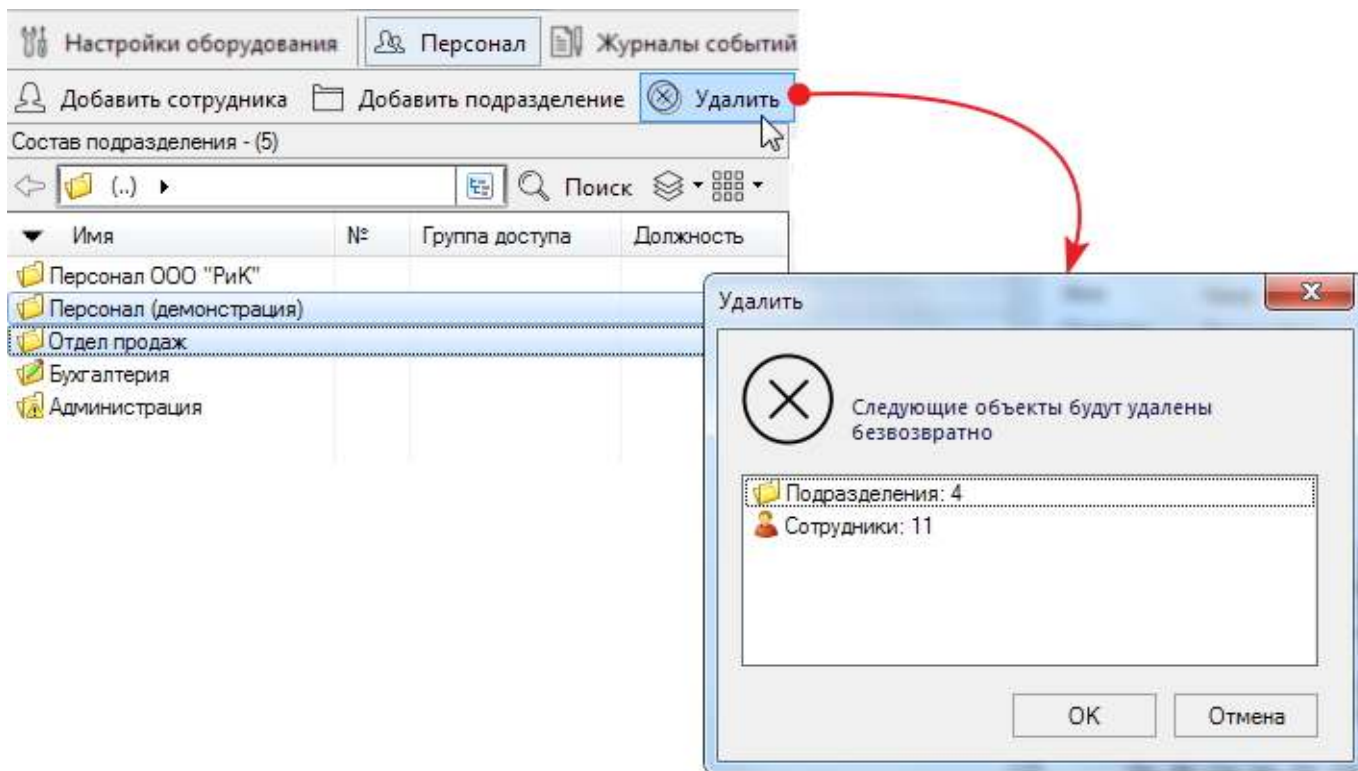 Настройки оборудования Персонал Журналы событий
Добавить сотрудника Добавить подразделение Удалить
Состав подразделения - (5)
(..) Поиск
Имя № Группа доступа Должность
Персонал ООО "РиК"
Персонал (демонстрация)
Отдел продаж
Бухгалтерия
Администрация
Удалить
Следующие объекты будут удалены
безвозвратно
Подразделения: 4
Сотрудники: 11
OK Отмена